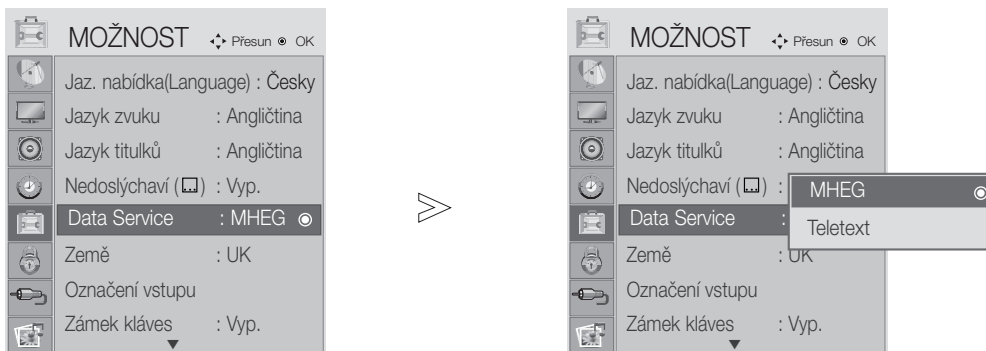 MOŽNOST Přesun OK
Jaz. nabídka(Language) : Česky
Jazyk zvuku : Angličtina
Jazyk titulků : Angličtina
Nedoslýchaví ( ) : Vyp.
Data Service : MHEG
Země : UK
Označení vstupu
Zámek kláves : Vyp.
MOŽNOST Přesun OK
Jaz. nabídka(Language) : Česky
Jazyk zvuku : Angličtina
Jazyk titulků : Angličtina
Nedoslýchaví ( ) :
Data Service :
Země : UK
Označení vstupu
Zámek kláves : Vyp.
MHEG
Teletext